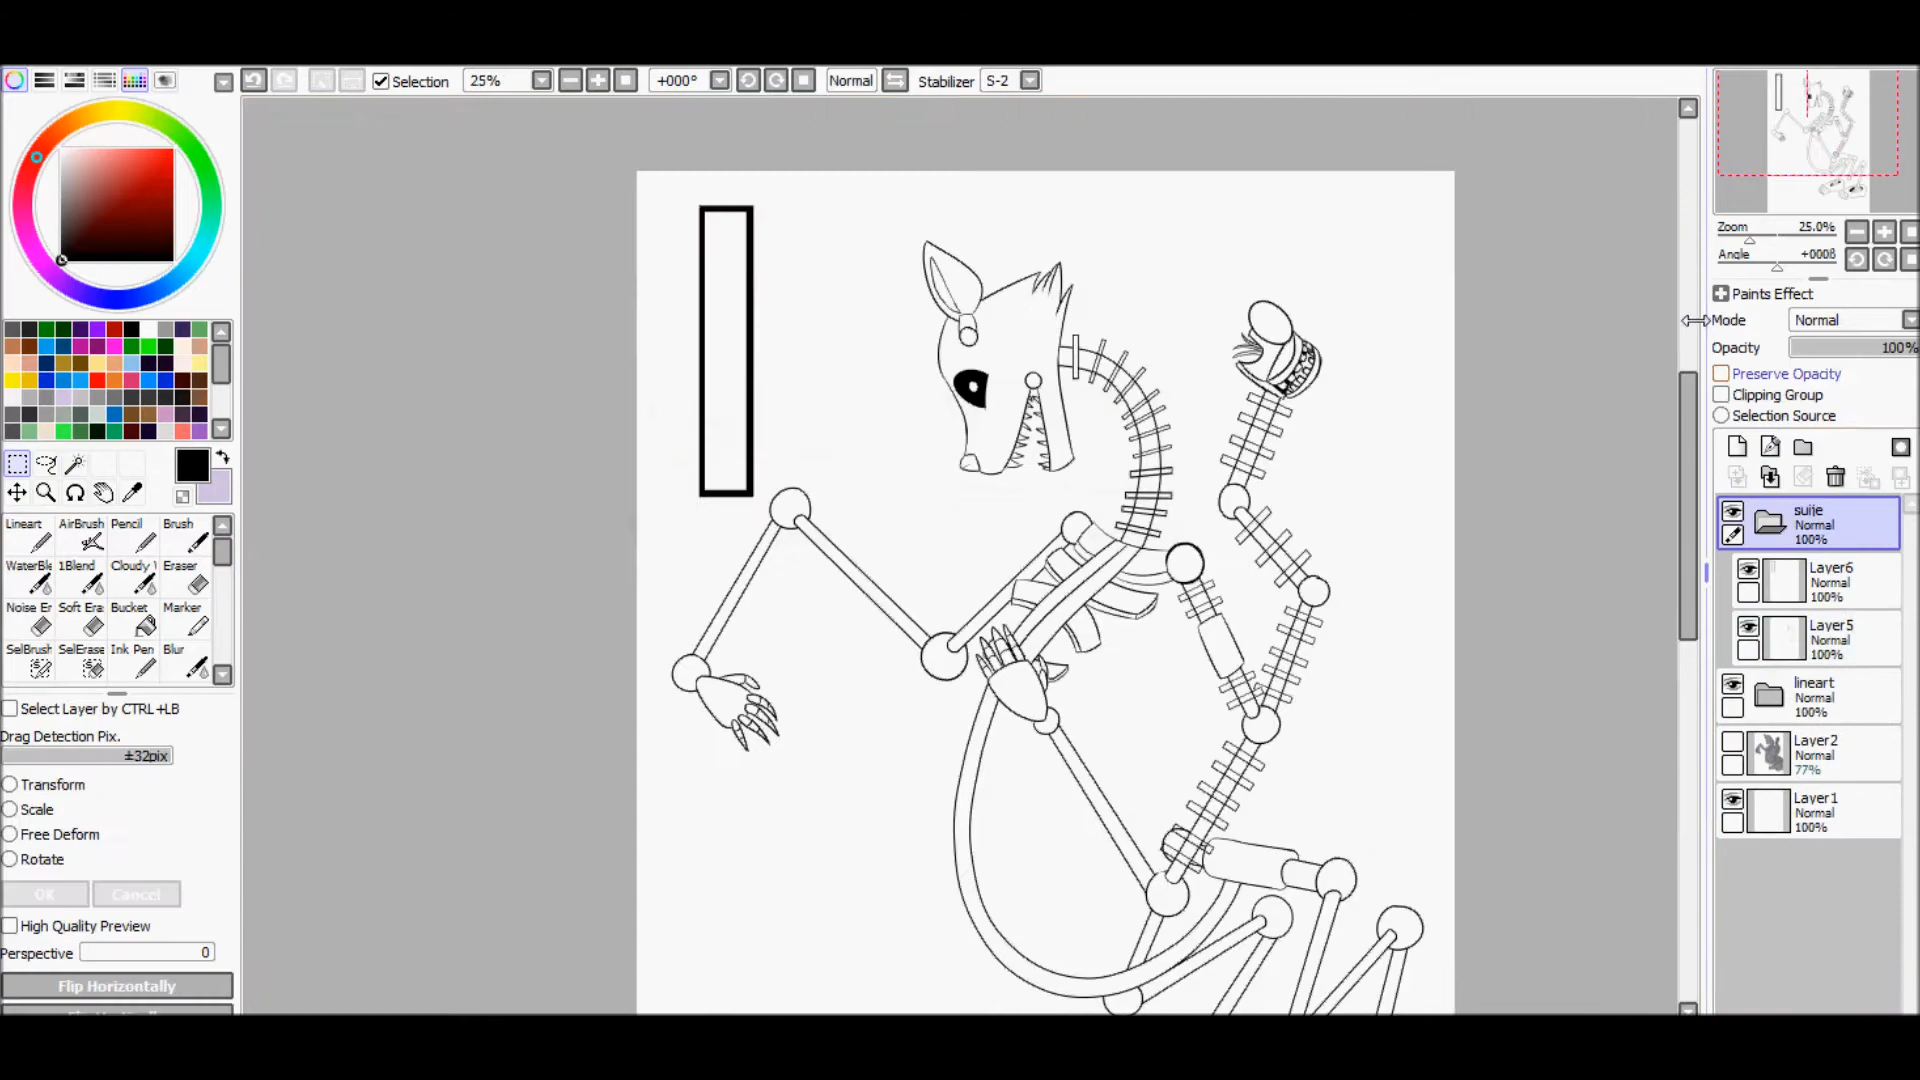 Selection 25% +000° Normal Stabilizer S-2
Zoom 25.0%
Angle +000ß
Paints Effect
Mode Normal
Opacity 100%
Preserve Opacity
Clipping Group
Selection Source
suije
Normal
100%
Layer6
Normal
100%
Layer5
Normal
100%
lineart
Normal
100%
Layer2
Normal
77%
Layer1
Normal
100%
Lineart AirBrush Pencil Brush
WaterBle 1Blend Cloudy Eraser
Noise Er Soft Era Bucket Marker
SelBrush SelErase Ink Pen Blur
Select Layer by CTRL+LB
Drag Detection Pix.
±32pix
Transform
Scale
Free Deform
Rotate
OK Cancel
High Quality Preview
Perspective 0
Flip Horizontally